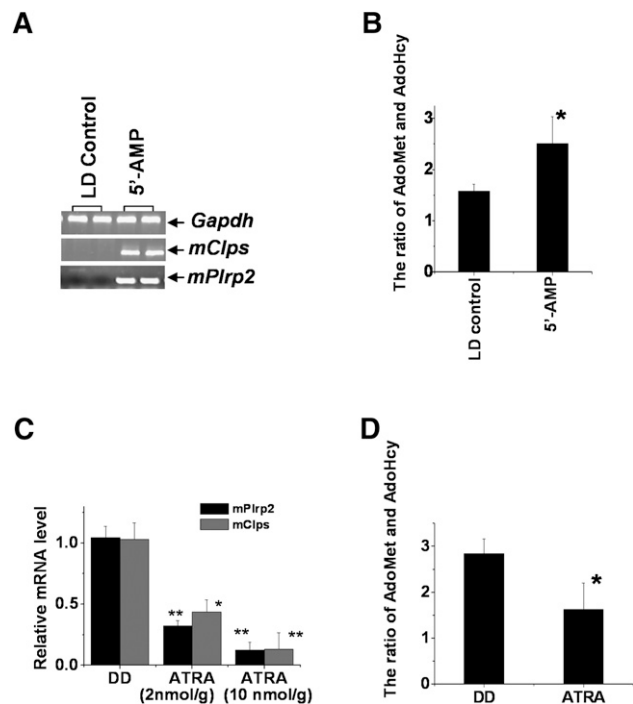 A
LD Control
5'-AMP
Gapdh
mClps
mPlrp2
B
The ratio of AdoMet and AdoHcy
3
2
1
0
*
LD control
5'-AMP
C
Relative mRNA level
1.0
0.5
0.0
mPlrp2
mClps
** *
** **
DD
ATRA
(2nmol/g)
ATRA
(10 nmol/g)
D
The ratio of AdoMet and AdoHcy
3
2
1
0
*
DD
ATRA